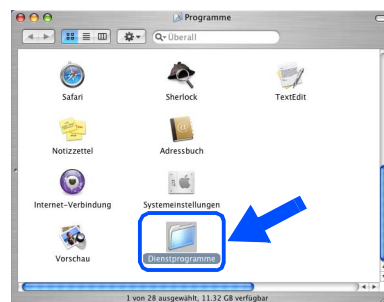 Programme
Überall
Safari
Sherlock
TextEdit
Notizzettel
Adressbuch
Internet-Verbindung
Systemeinstellungen
Vorschau
Dienstprogramme
1 von 28 ausgewählt, 11.32 GB verfügbar